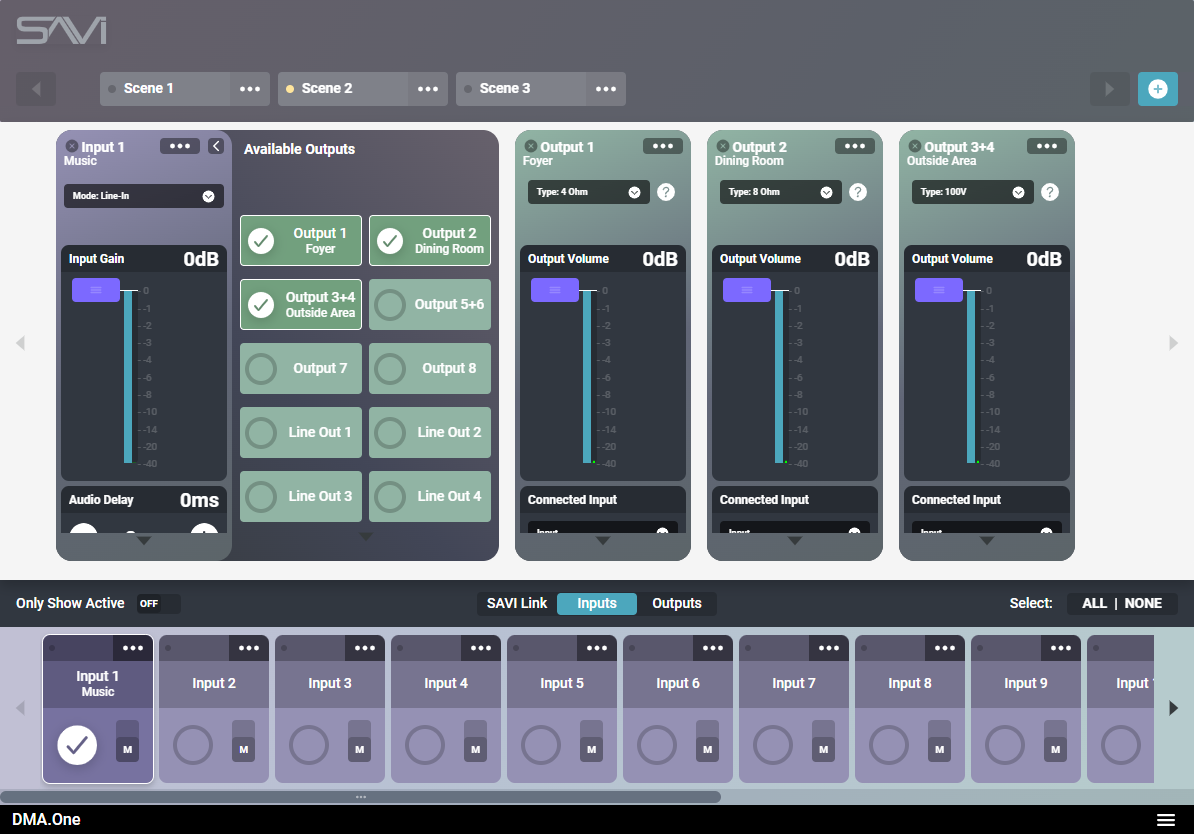 SAVI
Scene 1
Scene 2
Scene 3
Input 1
Music
Mode: Line-In
Input Gain 0dB
0
-1
-2
-3
-4
-6
-8
-10
-14
-20
-40
Audio Delay 0ms
Available Outputs
Output 1
Foyer
Output 2
Dining Room
Output 3+4
Outside Area
Output 5+6
Output 7
Output 8
Line Out 1
Line Out 2
Line Out 3
Line Out 4
Output 1
Foyer
Type: 4 Ohm
?
Output Volume 0dB
0
-1
-2
-3
-4
-6
-8
-10
-14
-20
-40
Connected Input
Input
Output 2
Dining Room
Type: 8 Ohm
?
Output Volume 0dB
0
-1
-2
-3
-4
-6
-8
-10
-14
-20
-40
Connected Input
Input
Output 3+4
Outside Area
Type: 100V
?
Output Volume 0dB
0
-1
-2
-3
-4
-6
-8
-10
-14
-20
-40
Connected Input
Input
Only Show Active OFF
SAVI Link Inputs Outputs
Select: ALL | NONE
Input 1
Music
M
Input 2
M
Input 3
M
Input 4
M
Input 5
M
Input 6
M
Input 7
M
Input 8
M
Input 9
M
Input
DMA.One